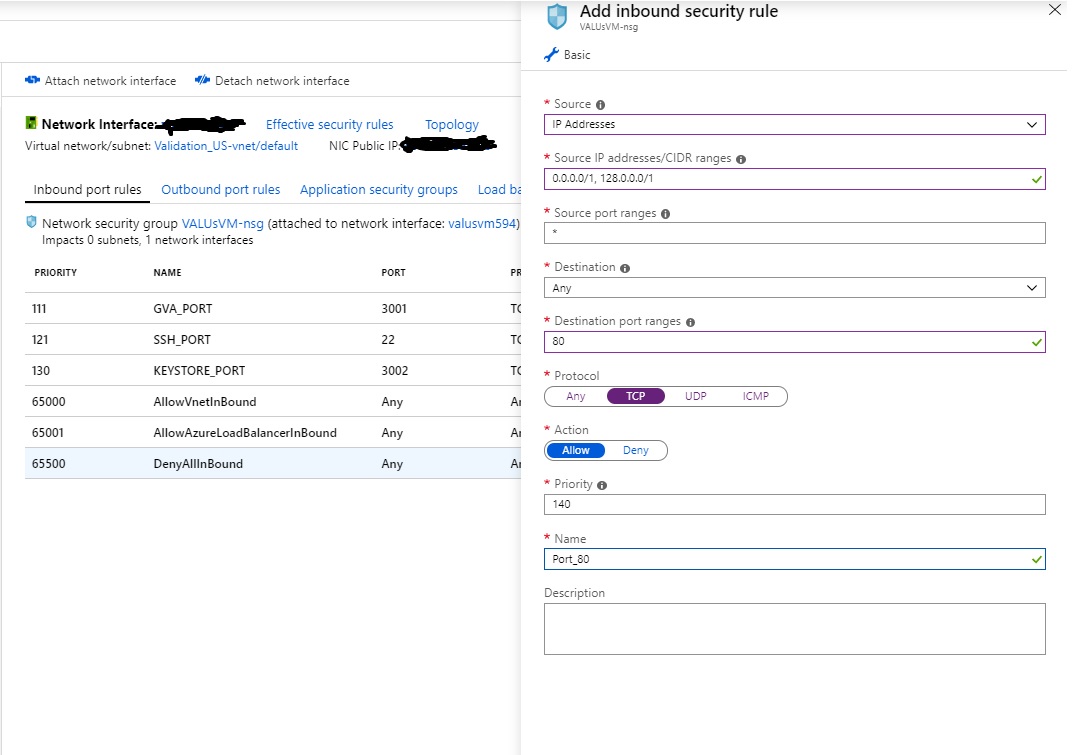 Attach network interface Detach network interface
Network Interface: Effective security rules Topology
Virtual network/subnet: Validation_US-vnet/default NIC Public IP:
Inbound port rules Outbound port rules Application security groups Load ba
Network security group VALUsVM-nsg (attached to network interface: valusvm594)
Impacts 0 subnets, 1 network interfaces
PRIORITY NAME PORT PR
111 GVA_PORT 3001 TC
121 SSH_PORT 22 TC
130 KEYSTORE_PORT 3002 TC
65000 AllowVnetInBound Any Ar
65001 AllowAzureLoadBalancerInBound Any Ar
65500 DenyAllInBound Any Ar
Add inbound security rule
VALUsVM-nsg
Basic
* Source
IP Addresses
* Source IP addresses/CIDR ranges
0.0.0.0/1, 128.0.0.0/1
* Source port ranges
*
* Destination
Any
* Destination port ranges
80
* Protocol
Any TCP UDP ICMP
* Action
Allow Deny
* Priority
140
* Name
Port_80
Description